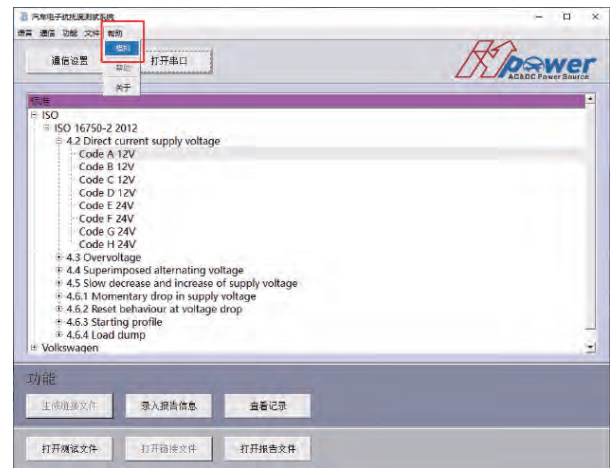 汽车电子抗扰度测试系统
语言 通信 功能 文件 帮助
模拟
帮助
关于
通信设置
打开串口
power
AC&DC Power Source
标准
ISO
ISO 16750-2 2012
4.2 Direct current supply voltage
Code A 12V
Code B 12V
Code C 12V
Code D 12V
Code E 24V
Code F 24V
Code G 24V
Code H 24V
4.3 Overvoltage
4.4 Superimposed alternating voltage
4.5 Slow decrease and increase of supply voltage
4.6.1 Momentary drop in supply voltage
4.6.2 Reset behaviour at voltage drop
4.6.3 Starting profile
4.6.4 Load dump
Volkswagen
功能
生成链接文件 录入报告信息 查看记录
打开测试文件 打开链接文件 打开报告文件